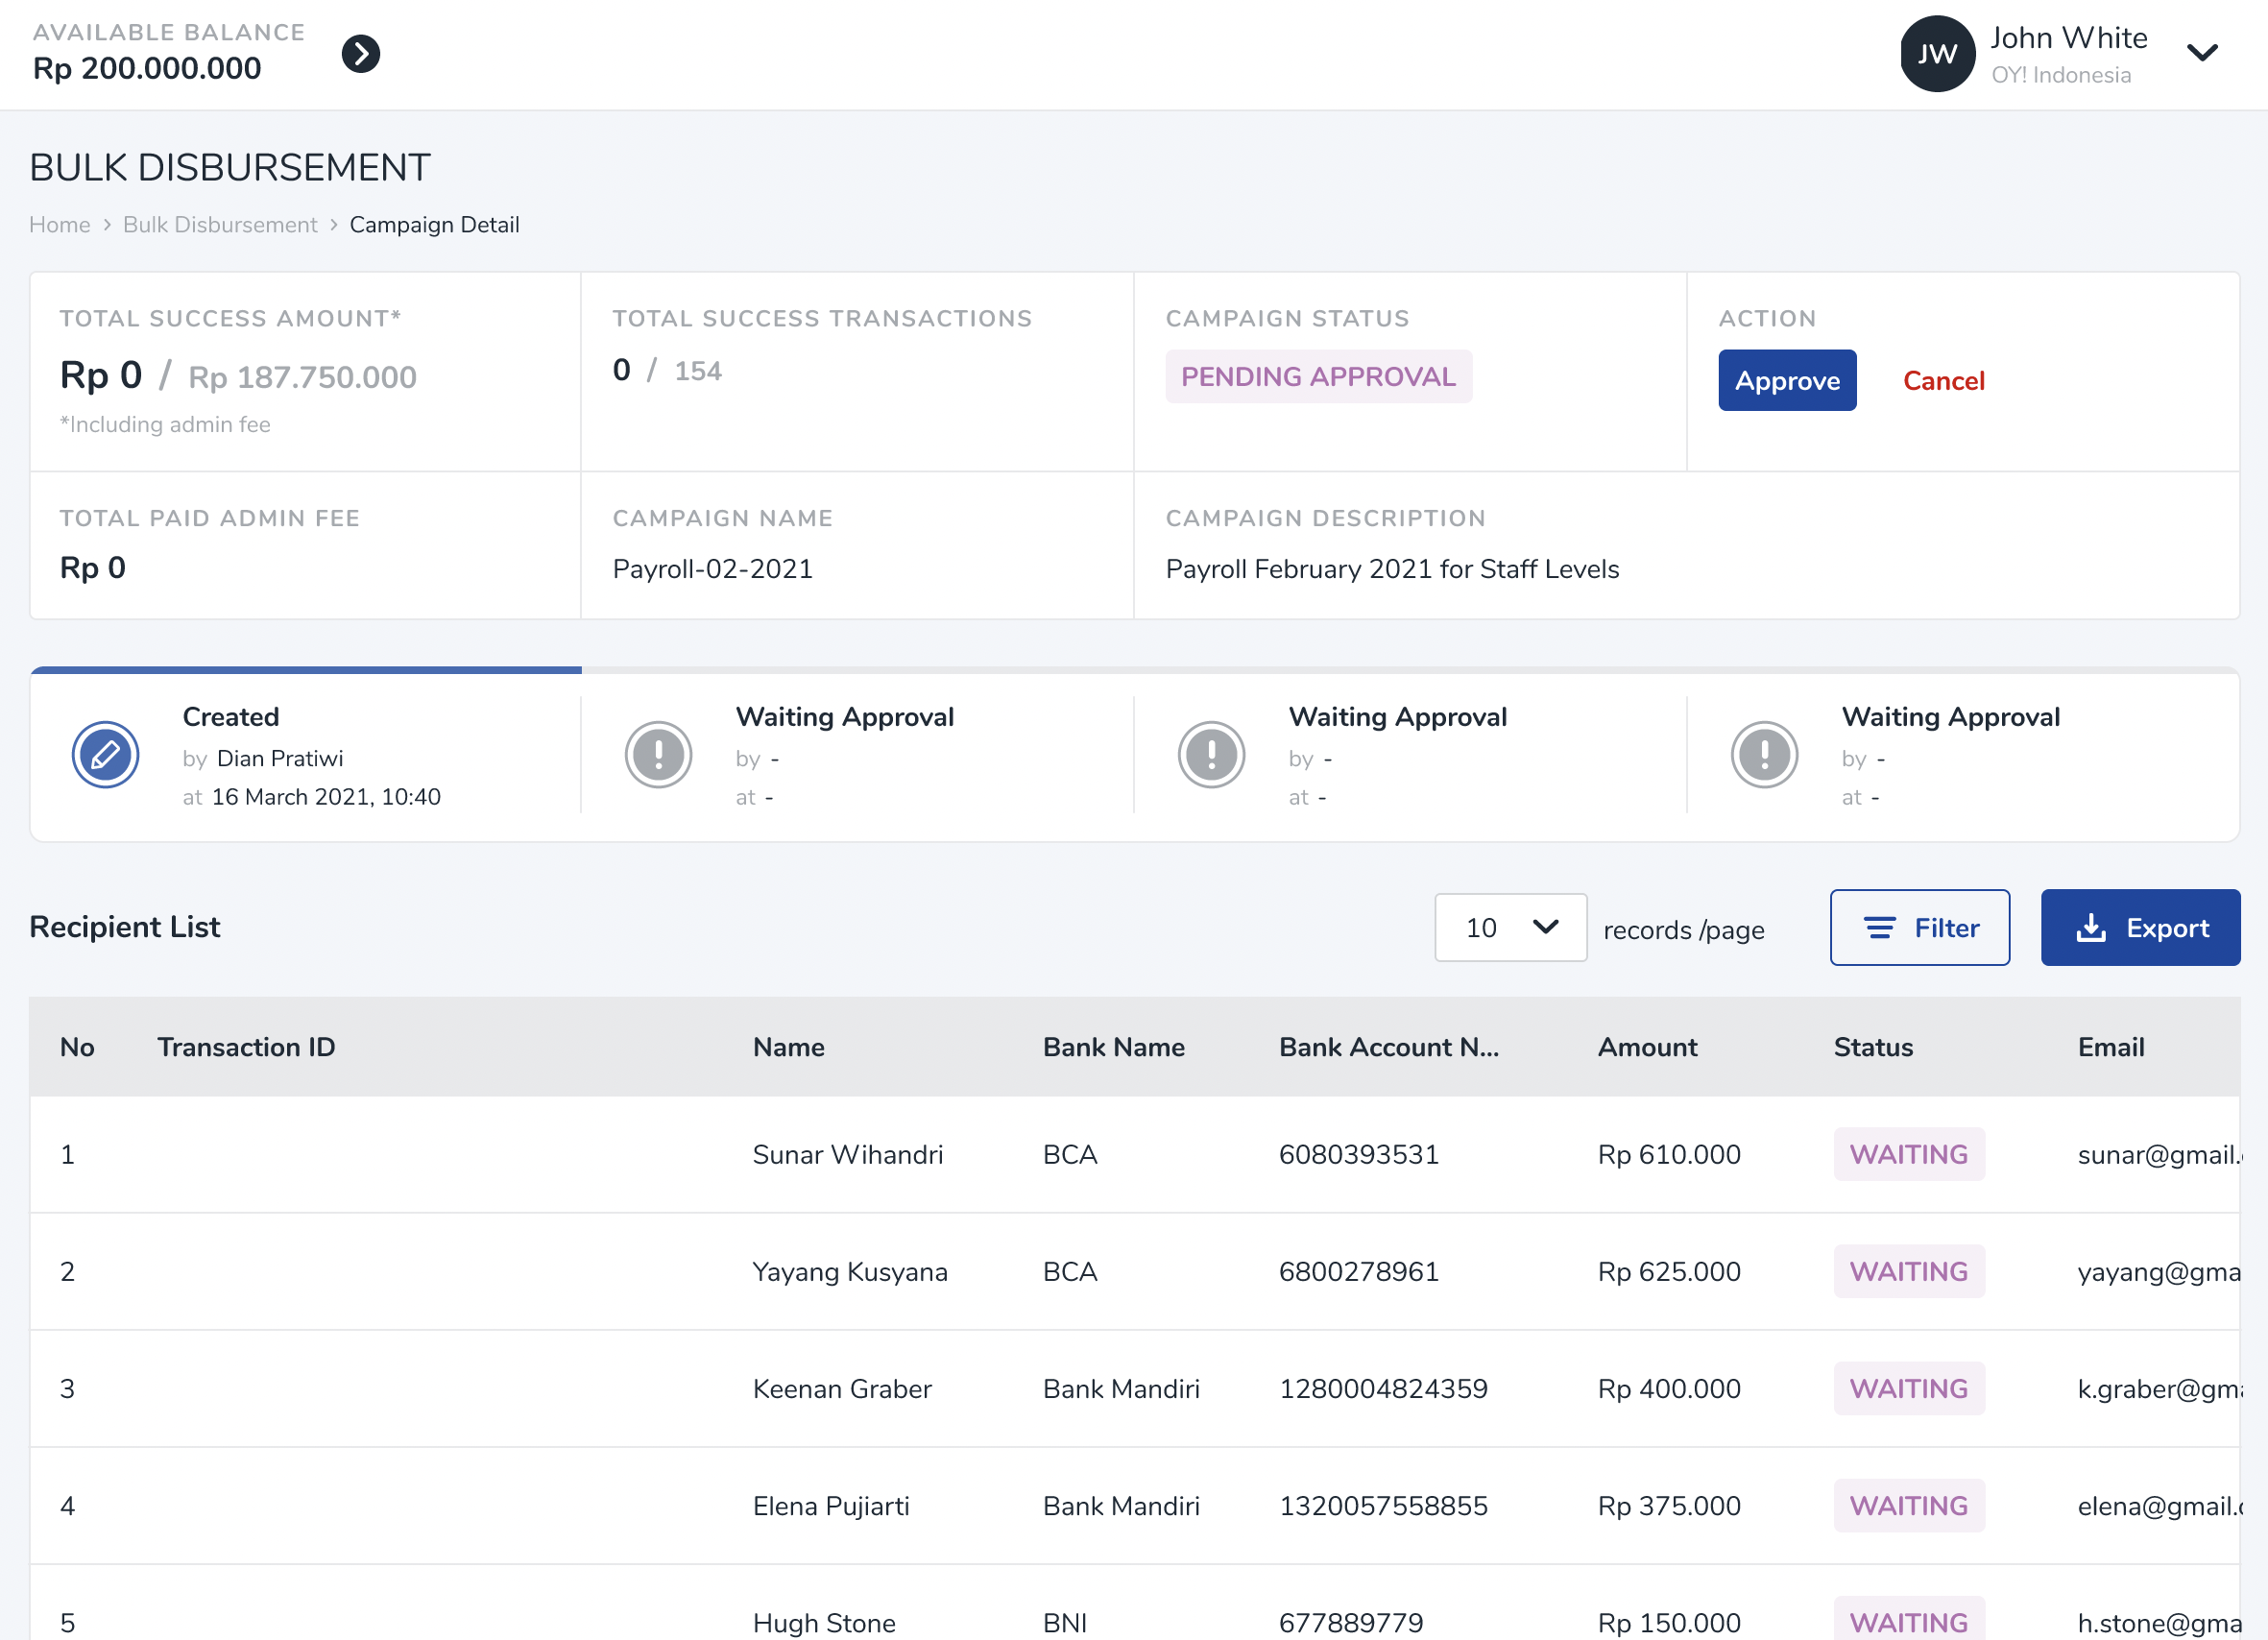 AVAILABLE BALANCE
Rp 200.000.000
JW
John White
OY! Indonesia
BULK DISBURSEMENT
Home > Bulk Disbursement > Campaign Detail
TOTAL SUCCESS AMOUNT*
Rp 0 / Rp 187.750.000
*Including admin fee
TOTAL SUCCESS TRANSACTIONS
0 / 154
CAMPAIGN STATUS
PENDING APPROVAL
ACTION
Approve Cancel
TOTAL PAID ADMIN FEE
Rp 0
CAMPAIGN NAME
Payroll-02-2021
CAMPAIGN DESCRIPTION
Payroll February 2021 for Staff Levels
Created
by Dian Pratiwi
at 16 March 2021, 10:40
Waiting Approval
by -
at -
Waiting Approval
by -
at -
Waiting Approval
by -
at -
Recipient List
10 records /page
Filter
Export
No Transaction ID Name Bank Name Bank Account N... Amount Status Email
1 Sunar Wihandri BCA 6080393531 Rp 610.000 WAITING sunar@gmail.
2 Yayang Kusyana BCA 6800278961 Rp 625.000 WAITING yayang@gma
3 Keenan Graber Bank Mandiri 1280004824359 Rp 400.000 WAITING k.graber@gma
4 Elena Pujiarti Bank Mandiri 1320057558855 Rp 375.000 WAITING elena@gmail.c
5 Hugh Stone BNI 677889779 Rp 150.000 WAITING h.stone@gma